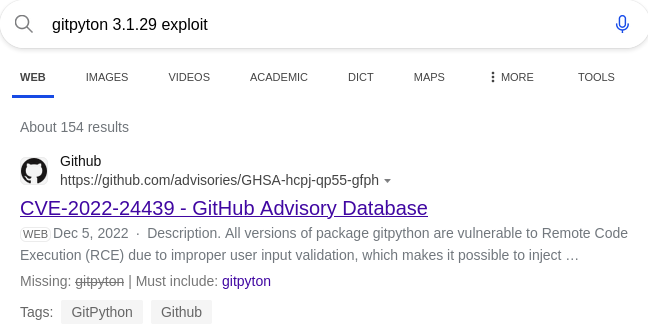 gitpyton 3.1.29 exploit
WEB IMAGES VIDEOS ACADEMIC DICT MAPS MORE TOOLS
About 154 results
Github
https://github.com/advisories/GHSA-hcpj-qp55-gfph
CVE-2022-24439 - GitHub Advisory Database
WEB Dec 5, 2022 · Description. All versions of package gitpython are vulnerable to Remote Code
Execution (RCE) due to improper user input validation, which makes it possible to inject …
Missing: gitpyton | Must include: gitpyton
Tags: GitPython Github